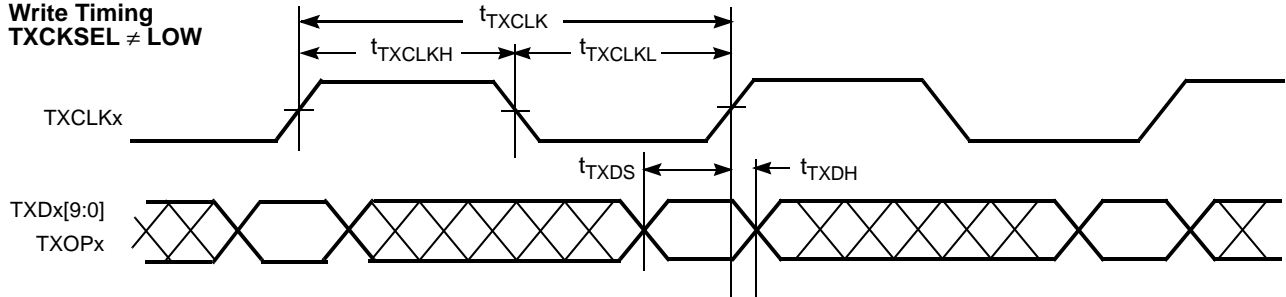 Write Timing
TXCKSEL ≠ LOW
tTXCLK
tTXCLKH
tTXCLKL
TXCLKx
tTXDS
tTXDH
TXDx[9:0]
TXOPx